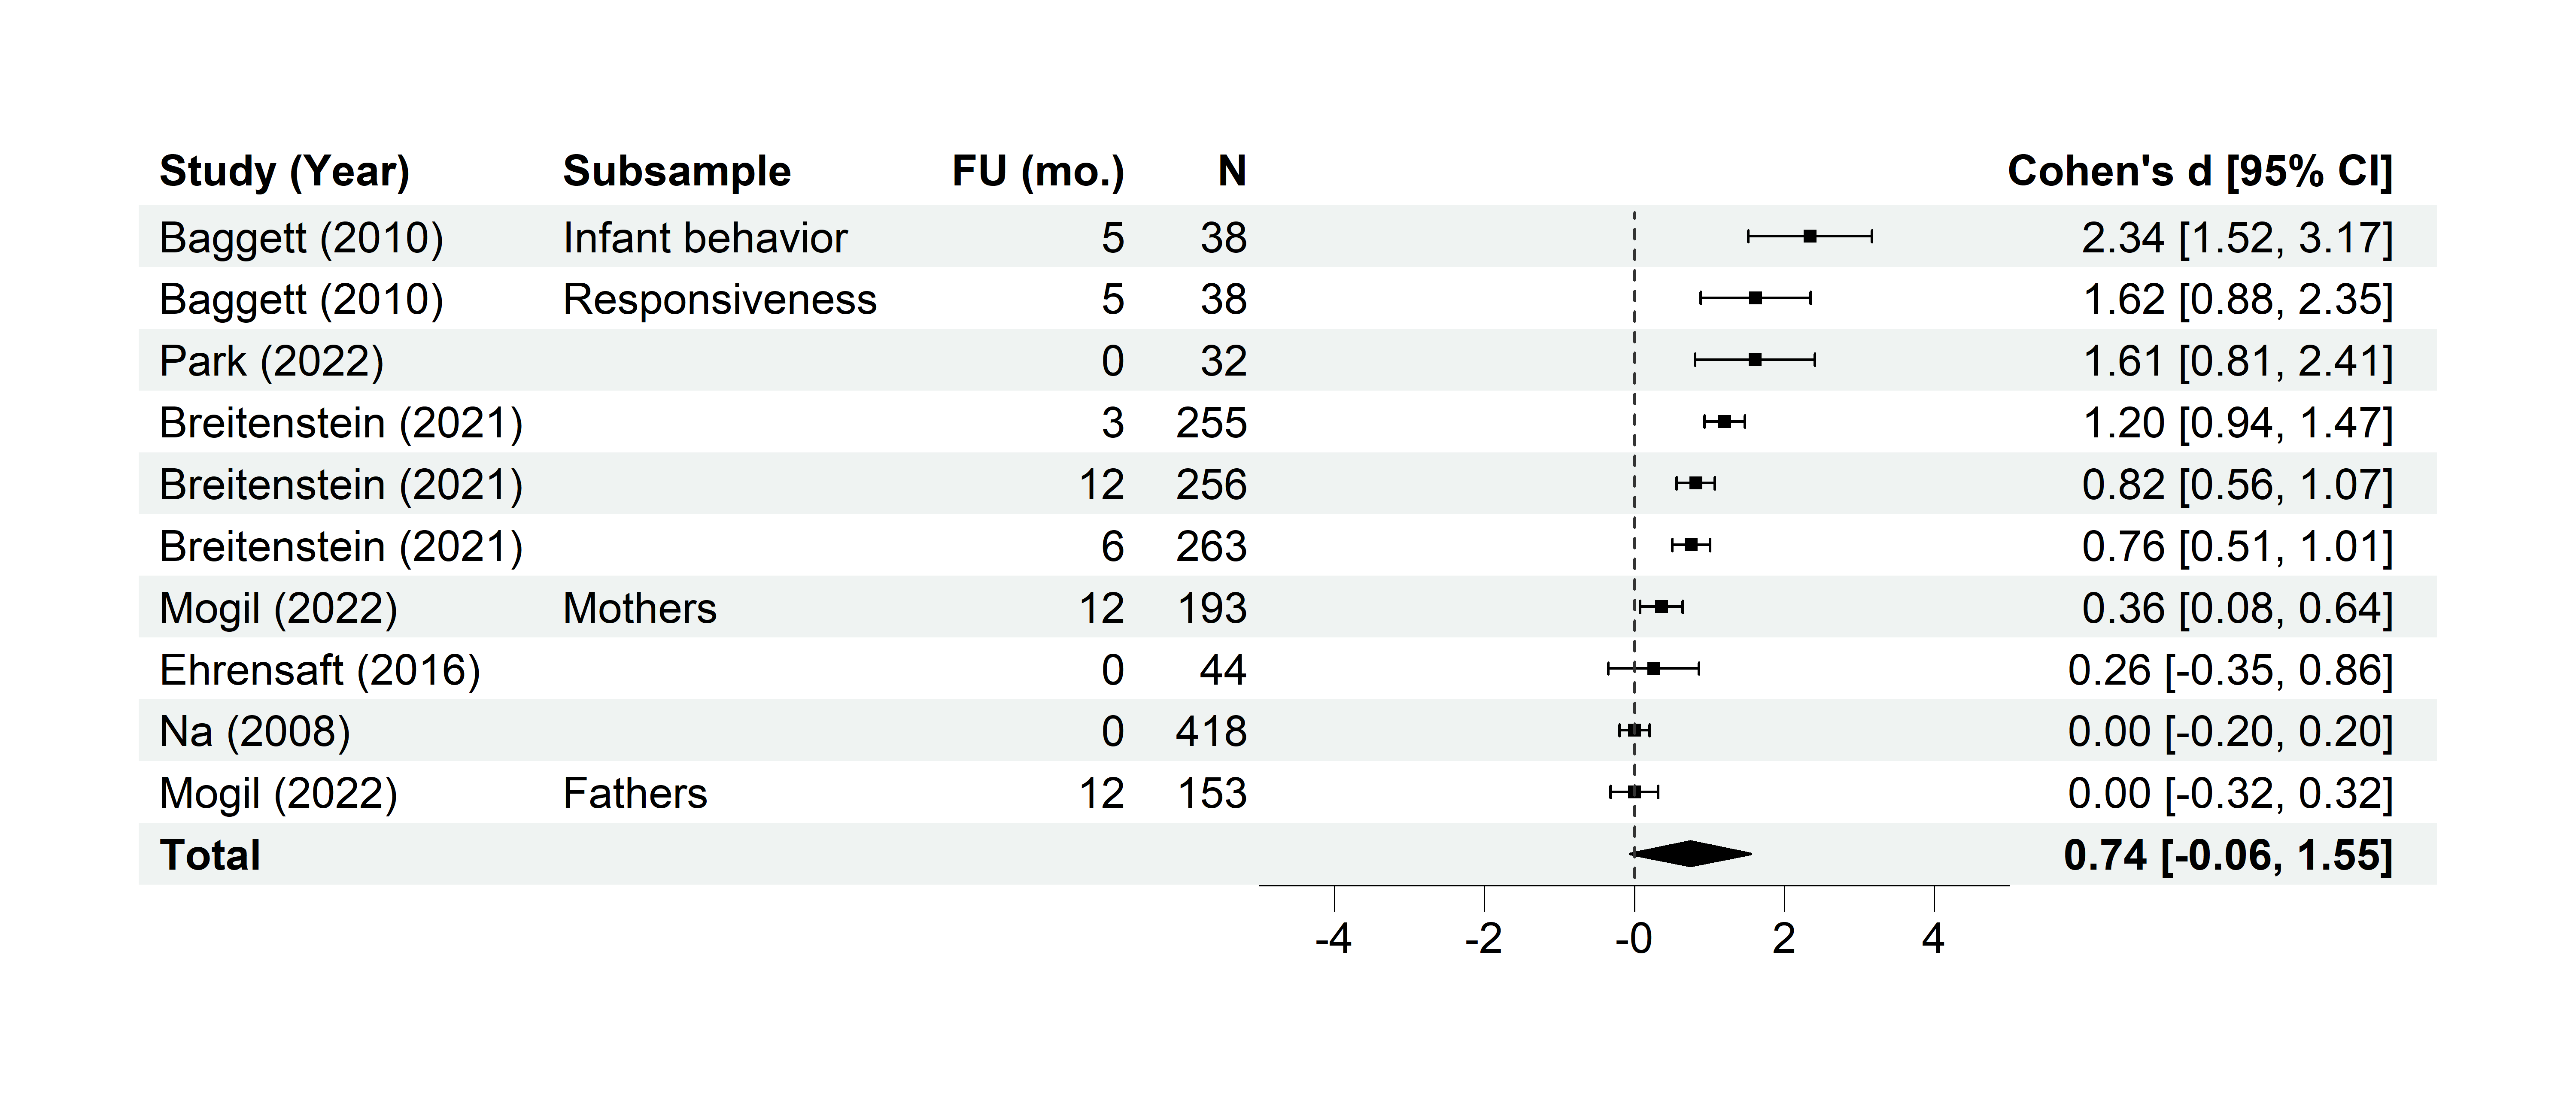 Study (Year) Subsample FU (mo.) N Cohen's d [95% CI]
Baggett (2010) Infant behavior 5 38 2.34 [1.52, 3.17]
Baggett (2010) Responsiveness 5 38 1.62 [0.88, 2.35]
Park (2022) 0 32 1.61 [0.81, 2.41]
Breitenstein (2021) 3 255 1.20 [0.94, 1.47]
Breitenstein (2021) 12 256 0.82 [0.56, 1.07]
Breitenstein (2021) 6 263 0.76 [0.51, 1.01]
Mogil (2022) Mothers 12 193 0.36 [0.08, 0.64]
Ehrensaft (2016) 0 44 0.26 [-0.35, 0.86]
Na (2008) 0 418 0.00 [-0.20, 0.20]
Mogil (2022) Fathers 12 153 0.00 [-0.32, 0.32]
Total 0.74 [-0.06, 1.55]
-4 -2 -0 2 4